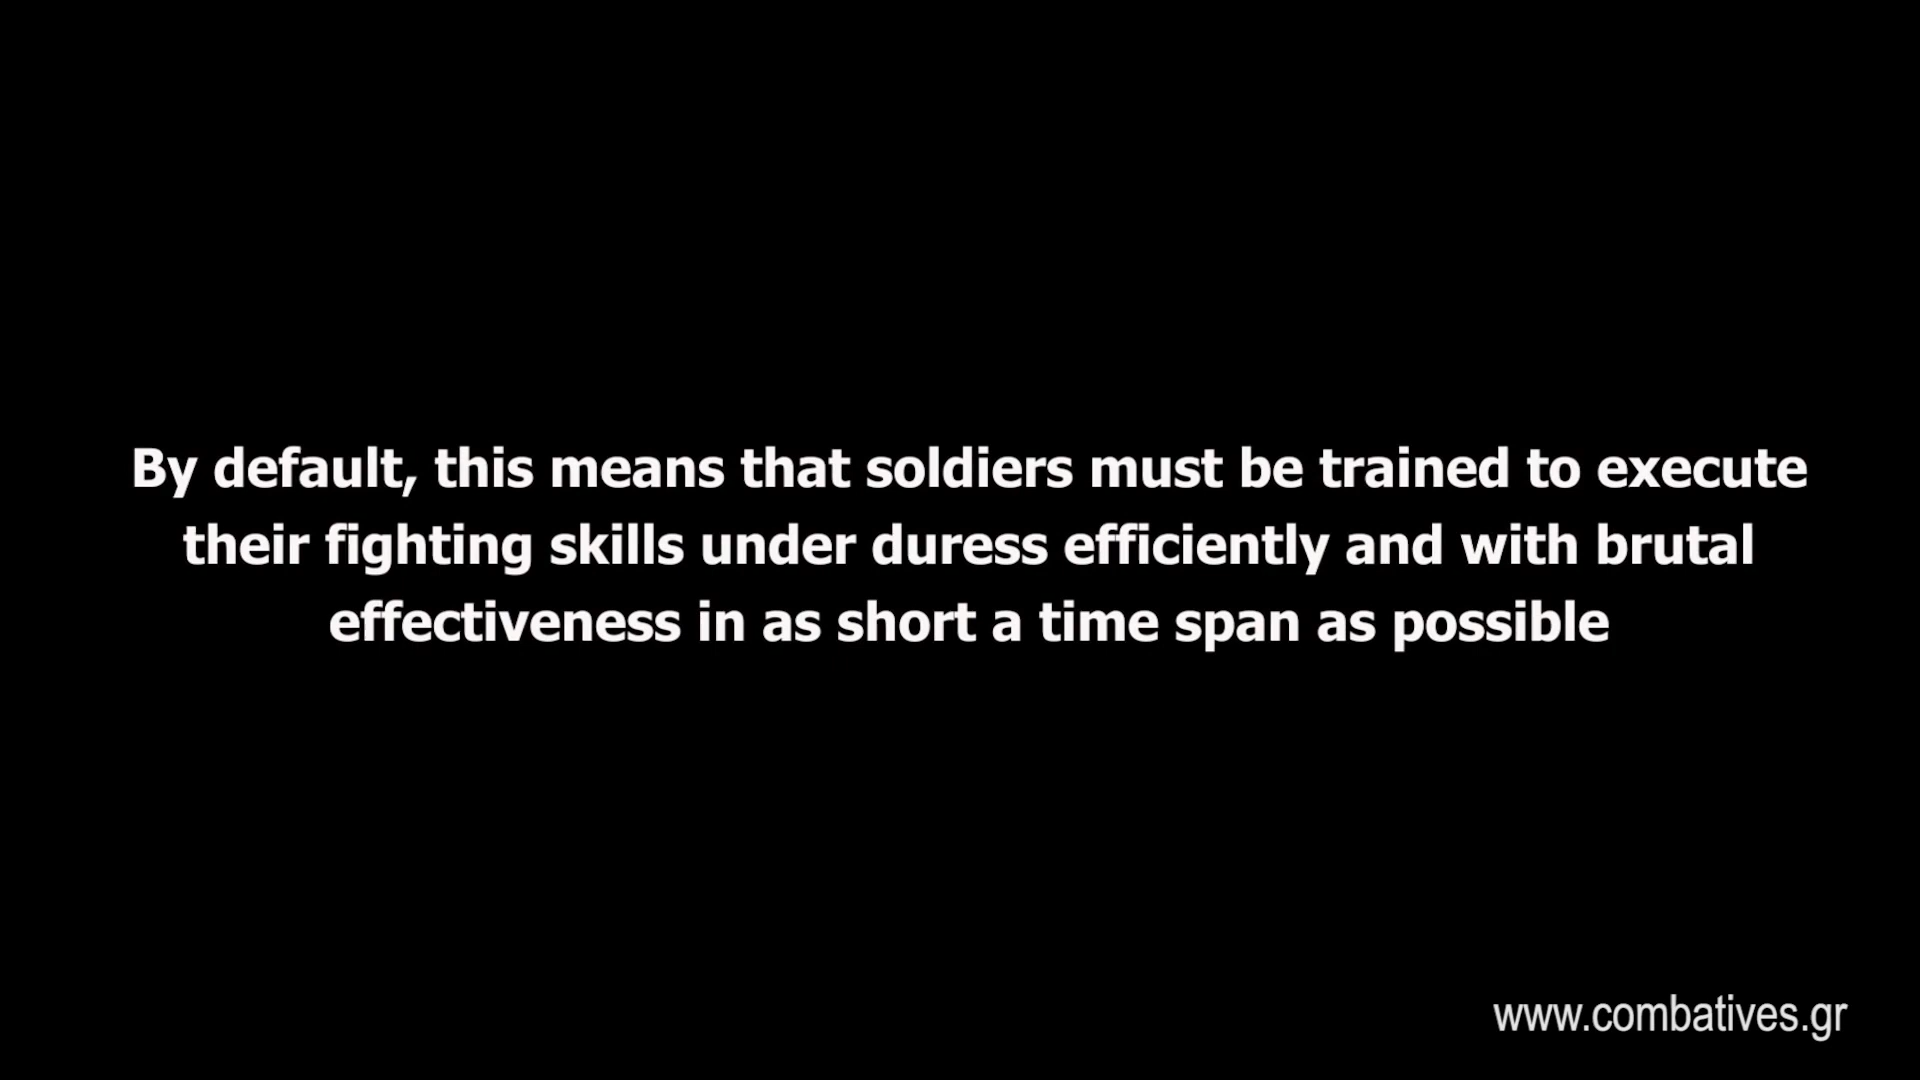 By default, this means that soldiers must be trained to execute
their fighting skills under duress efficiently and with brutal
effectiveness in as short a time span as possible
www.combatives.gr